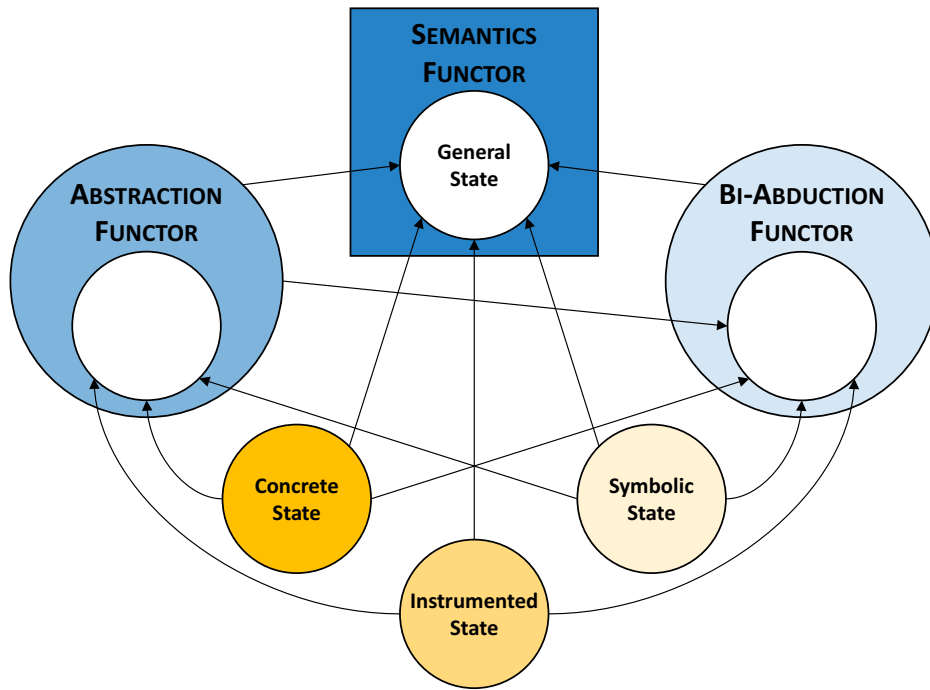 SEMANTICS
FUNCTOR
General
State
ABSTRACTION
FUNCTOR
BI-ABDUCTION
FUNCTOR
Concrete
State
Symbolic
State
Instrumented
State